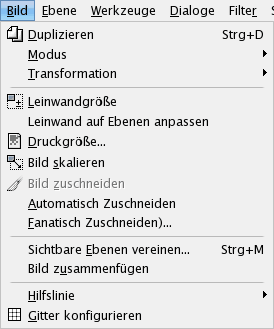 Bild Ebene Werkzeuge Dialoge Filter
Duplizieren Strg+D
Modus
Transformation
Leinwandgröße
Leinwand auf Ebenen anpassen
Druckgröße...
Bild skalieren
Bild zuschneiden
Automatisch Zuschneiden
Fanatisch Zuschneiden)...
Sichtbare Ebenen vereinen... Strg+M
Bild zusammenfügen
Hilfslinie
Gitter konfigurieren